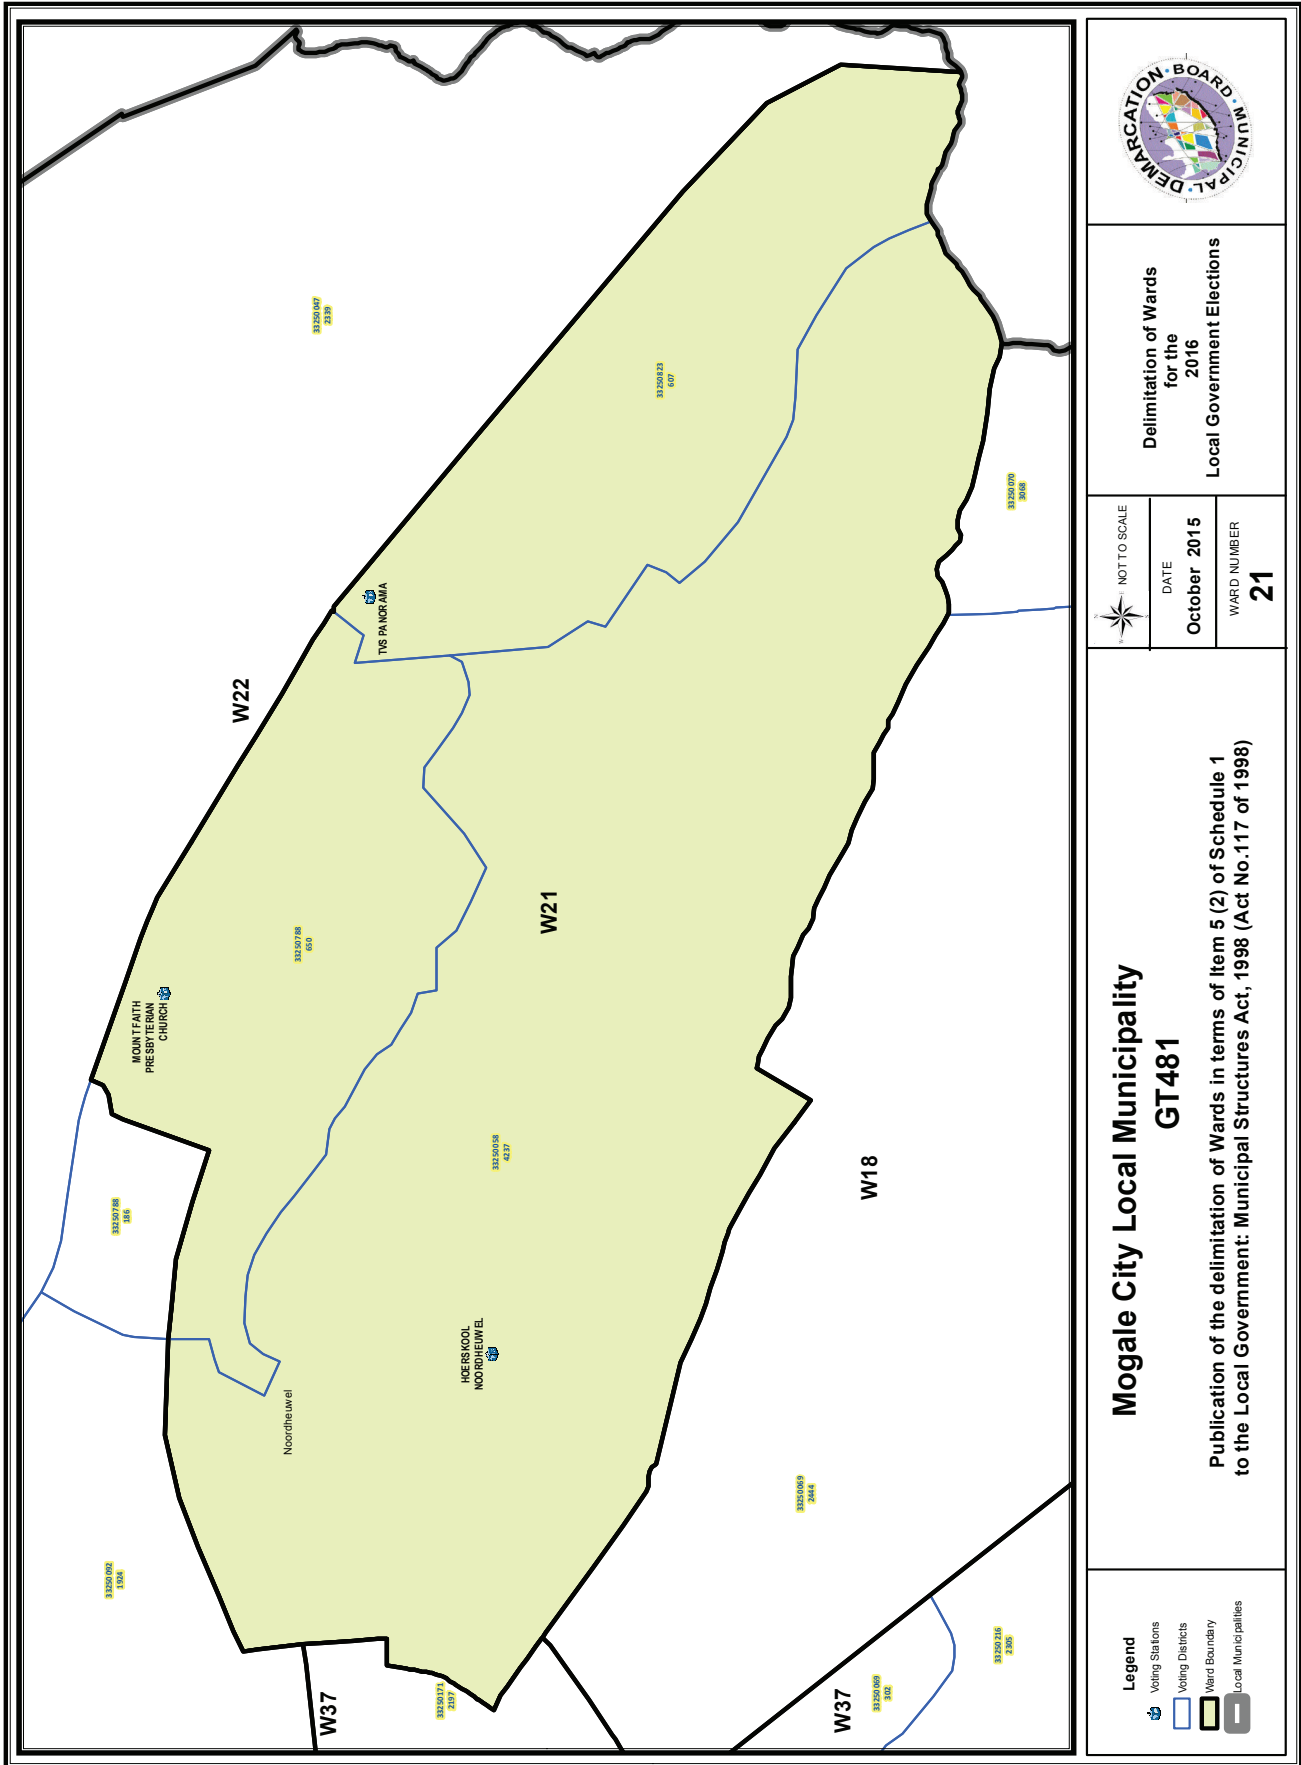 33250047
2339
33250823
607
33250070
3068
TVS PANORAMA
W22
33250788
650
W21
MOUNT FAITH
PRESBYTERIAN
CHURCH
33250788
186
33250058
4237
W18
HOERSKOOL
NOORDHEUWEL
Noordheuwel
33250092
1924
33250069
2444
W37
33250171
2197
W37
33250069
302
33250216
2305
Legend
Voting Stations
Voting Districts
Ward Boundary
Local Municipalities
Mogale City Local Municipality
GT481
Publication of the delimitation of Wards in terms of Item 5 (2) of Schedule 1
to the Local Government: Municipal Structures Act, 1998 (Act No.117 of 1998)
N
W
E
S
NOT TO SCALE
DATE
October 2015
WARD NUMBER
21
Delimitation of Wards
for the
2016
Local Government Elections
MUNICIPAL DEMARCATION BOARD